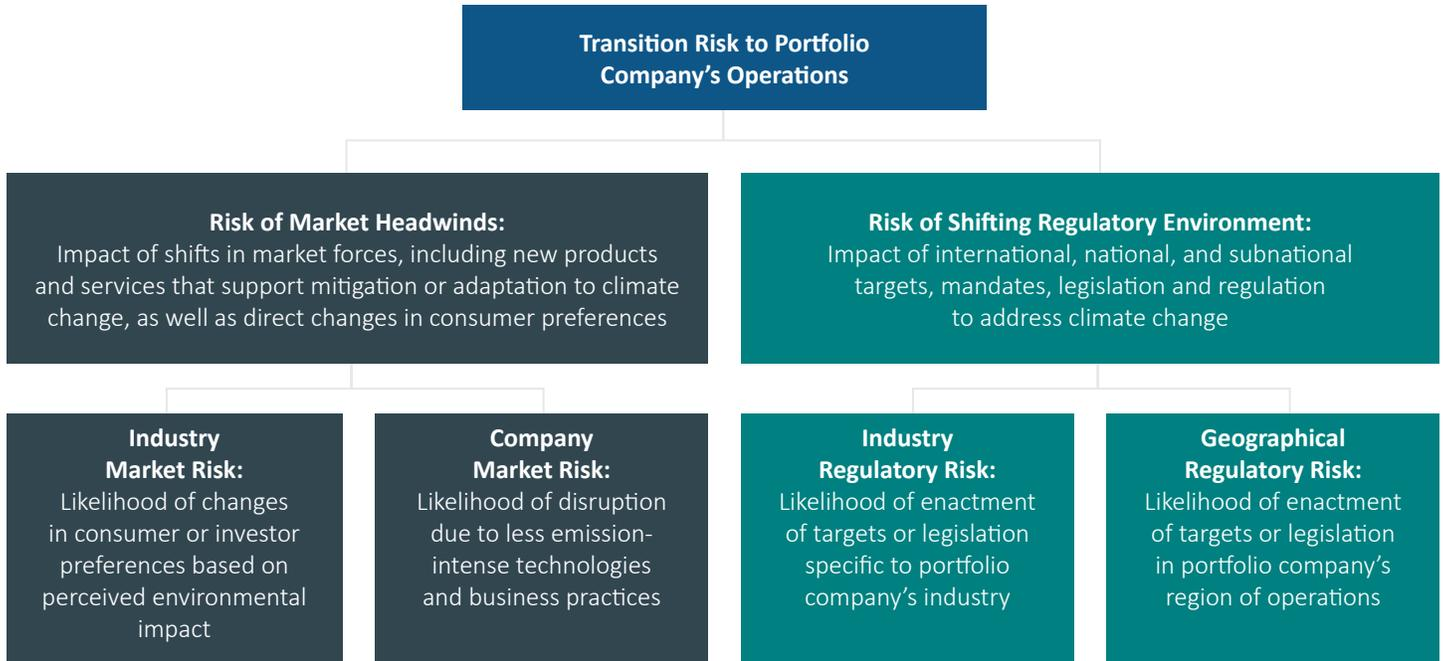 Transition Risk to Portfolio
Company's Operations
Risk of Market Headwinds:
Impact of shifts in market forces, including new products
and services that support mitigation or adaptation to climate
change, as well as direct changes in consumer preferences
Risk of Shifting Regulatory Environment:
Impact of international, national, and subnational
targets, mandates, legislation and regulation
to address climate change
Industry
Market Risk:
Likelihood of changes
in consumer or investor
preferences based on
perceived environmental
impact
Company
Market Risk:
Likelihood of disruption
due to less emission-
intense technologies
and business practices
Industry
Regulatory Risk:
Likelihood of enactment
of targets or legislation
specific to portfolio
company's industry
Geographical
Regulatory Risk:
Likelihood of enactment
of targets or legislation
in portfolio company's
region of operations